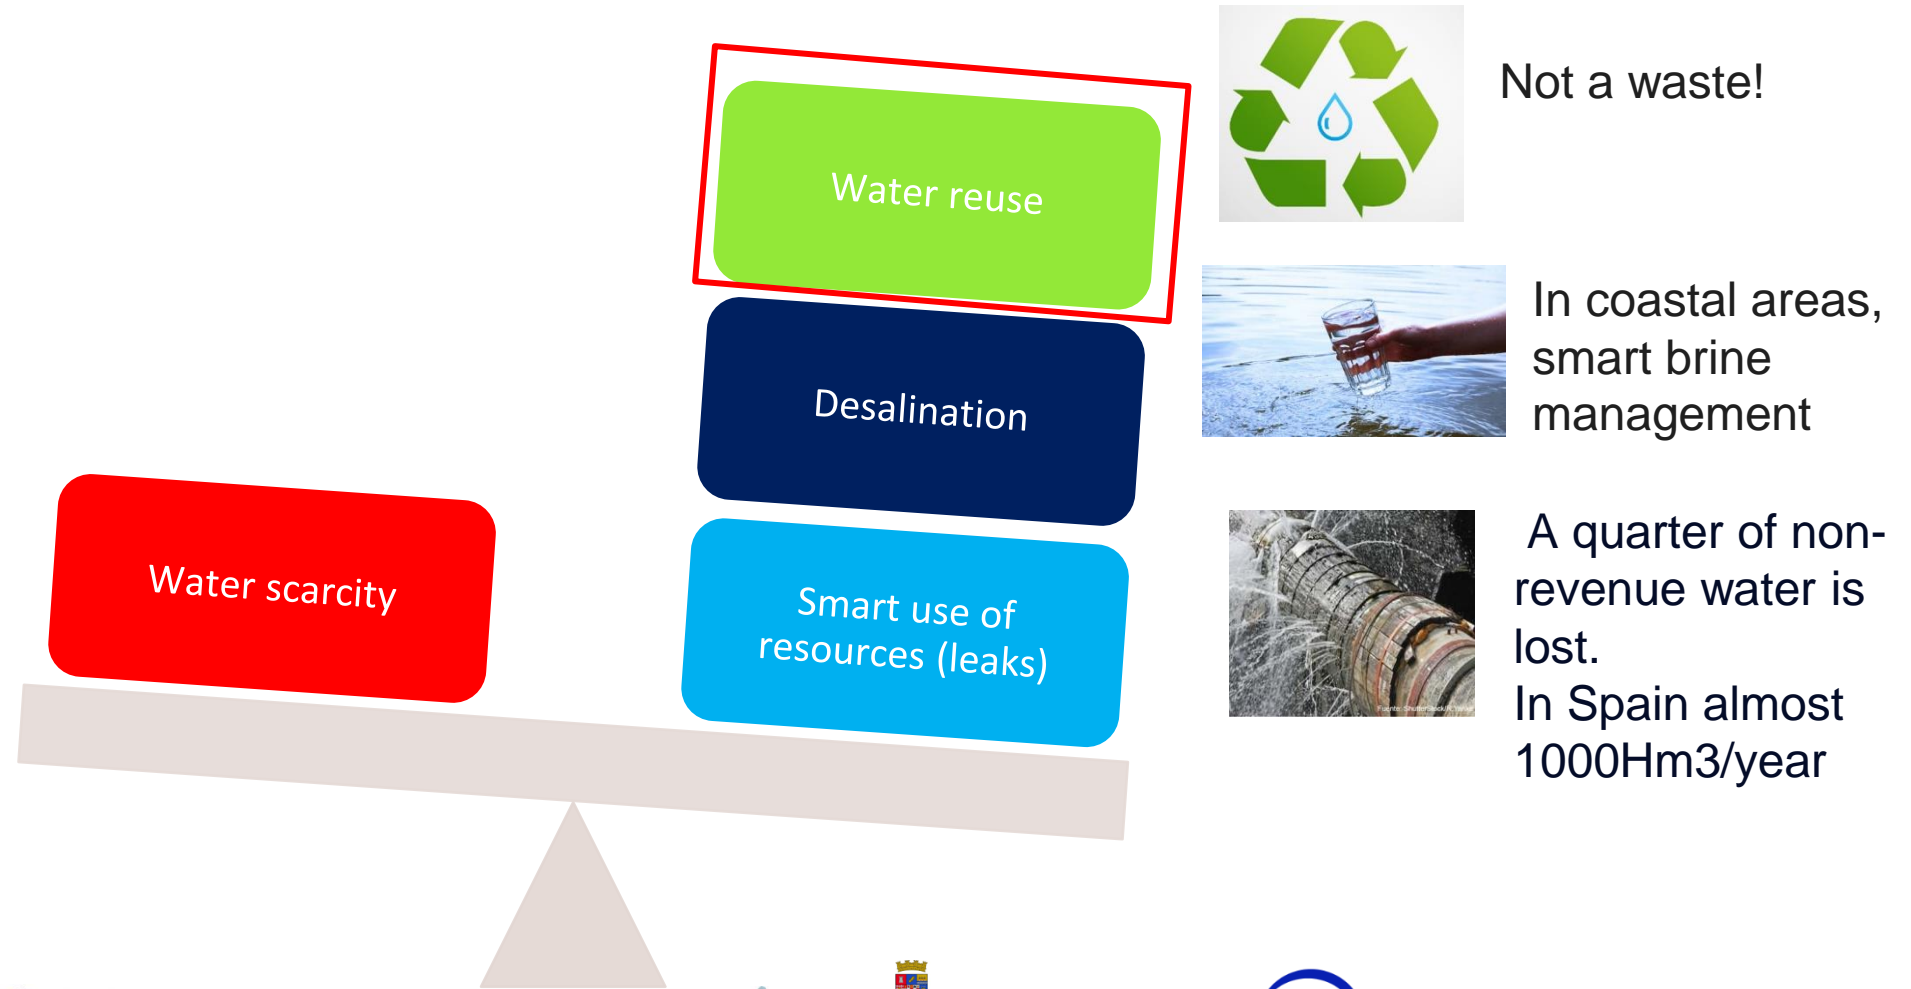 Water reuse
Not a waste!
Desalination
In coastal areas,
smart brine
management
Water scarcity
Smart use of
resources (leaks)
A quarter of non-
revenue water is
lost.
In Spain almost
1000Hm3/year